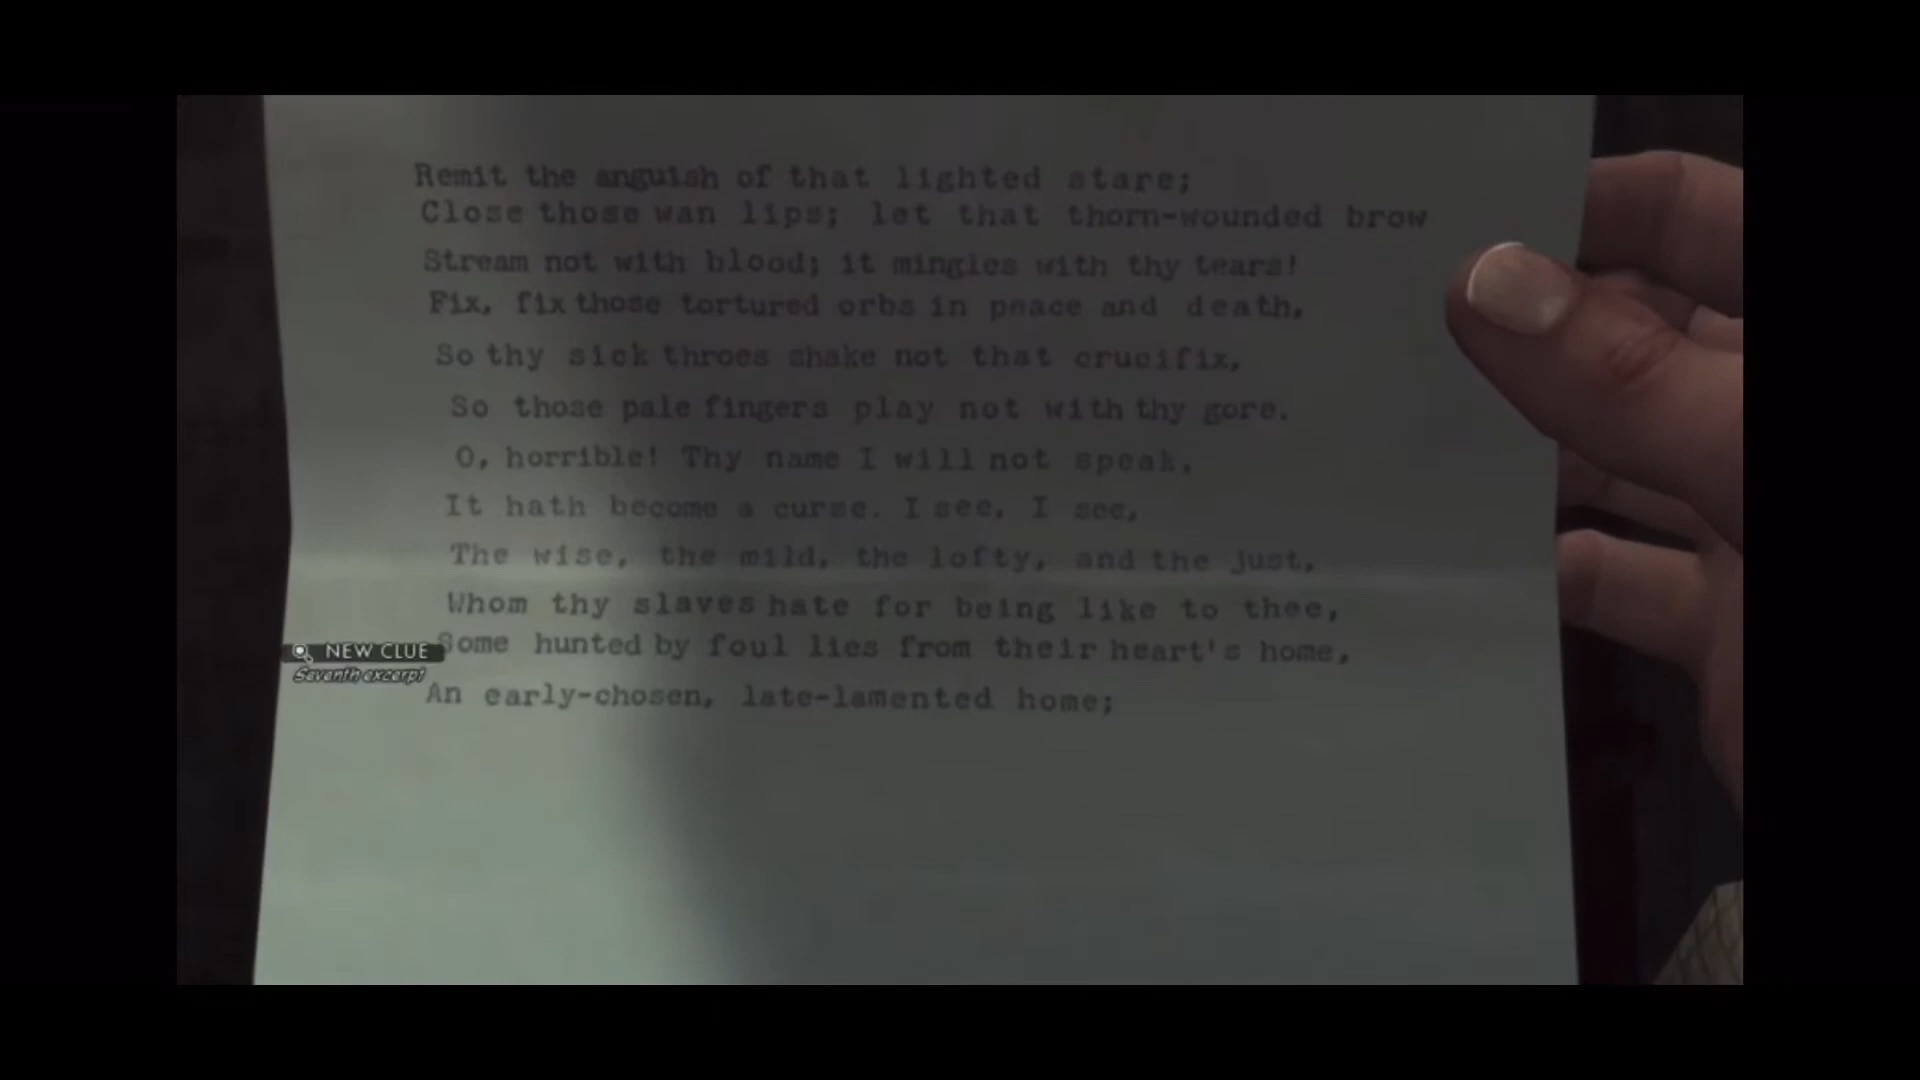 Remit the anguish of that lighted stare;
Close those wan lips; let that thorn-wounded brow
Stream not with blood; it mingles with thy tears!
Fix, fix those tortured orbs in peace and death,
So thy sick throes shake not that crucifix,
So those pale fingers play not with thy gore.
O, horrible! Thy name I will not speak,
It hath become a curse. I see, I see,
The wise, the mild, the lofty, and the just,
Whom thy slaves hate for being like to thee,
Some hunted by foul lies from their heart's home,
NEW CLUE
Seventh excerpt
An early-chosen, late-lamented home;